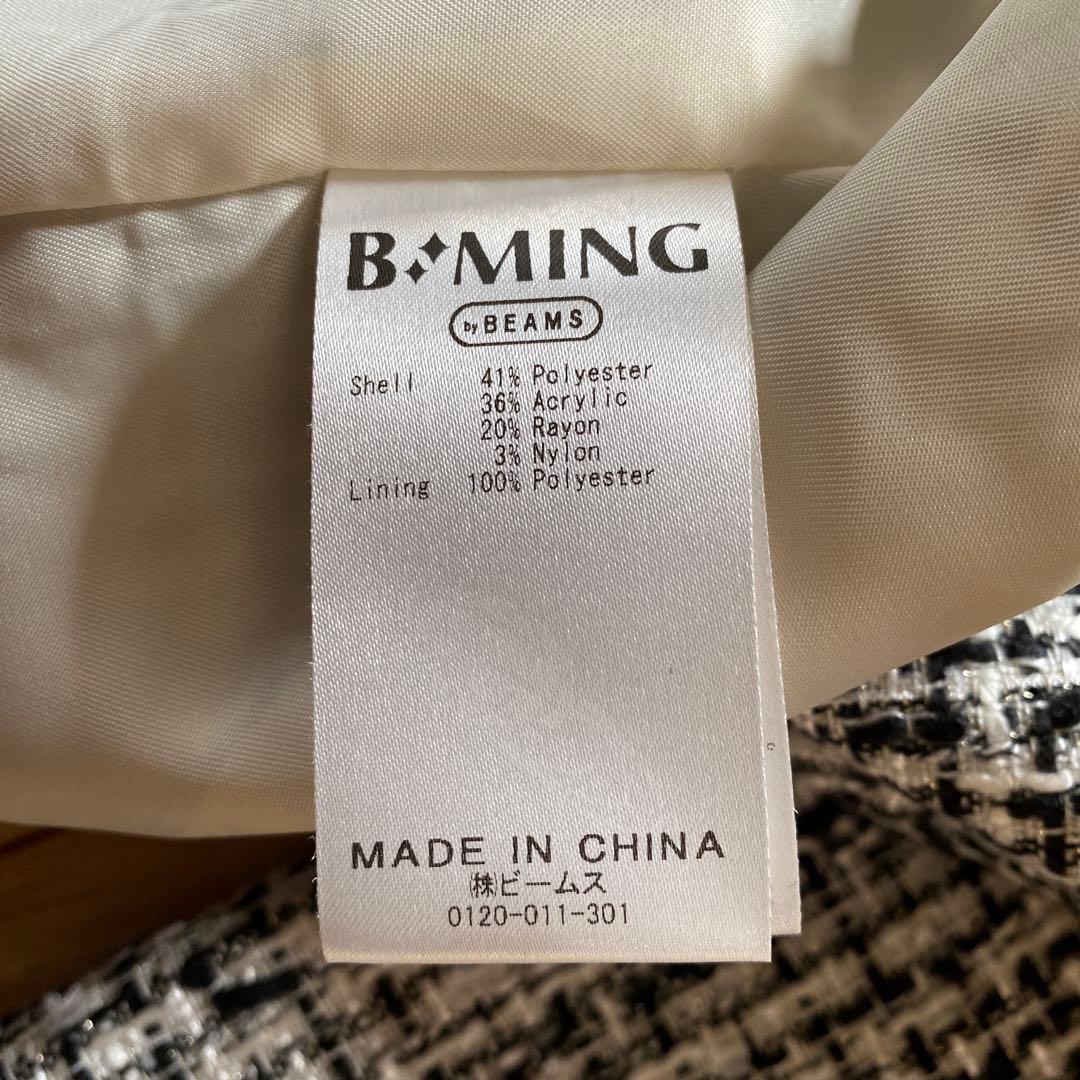 B MING
by BEAMS
Shell 41% Polyester
36% Acrylic
20% Rayon
3% Nylon
Lining 100% Polyester
MADE IN CHINA
㈱ビームス
0120-011-301